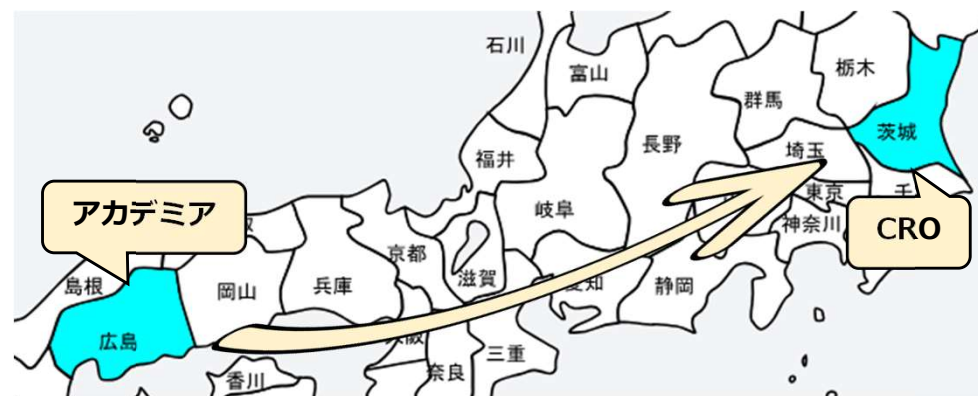 石川
富山
栃木
群馬
茨城
長野
福井
埼玉
アカデミア
岐阜
東京
千
神奈川
CRO
京都
島根
岡山
兵庫
滋賀
静岡
広島
三重
奈良
香川